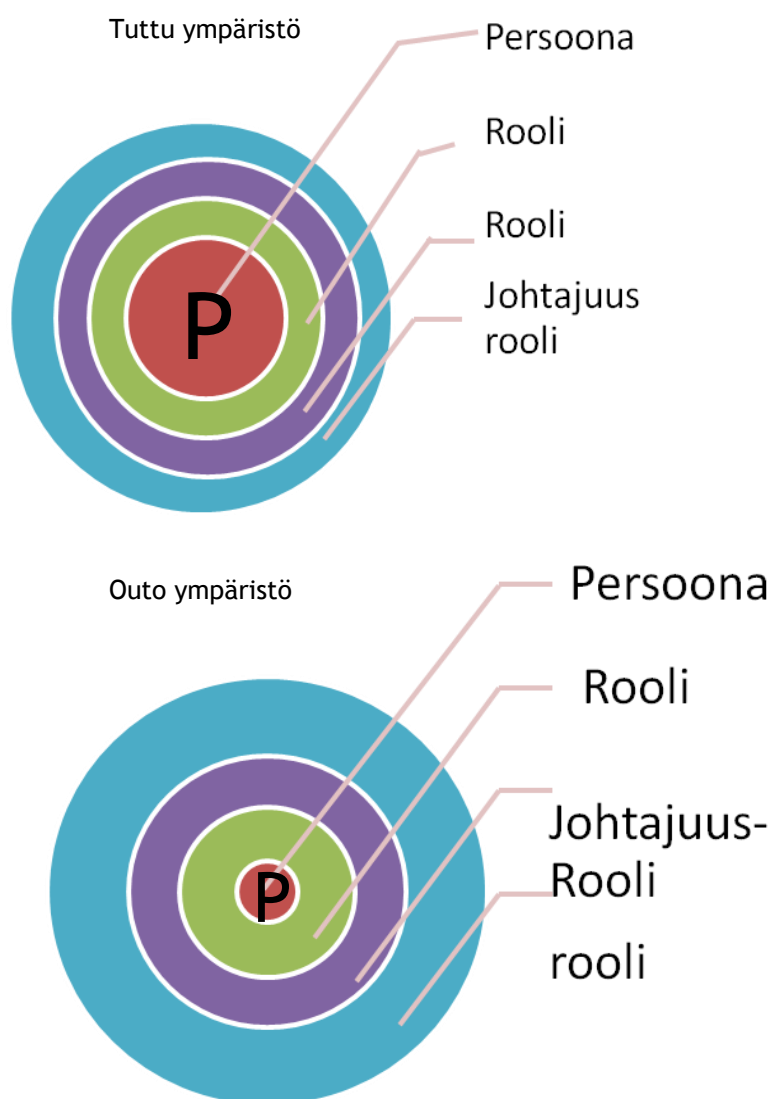 Tuttu ympäristö
Persoona
Rooli
Rooli
Johtajuus
rooli
P
Outo ympäristö
Persoona
Rooli
Johtajuus-
Rooli
rooli
P